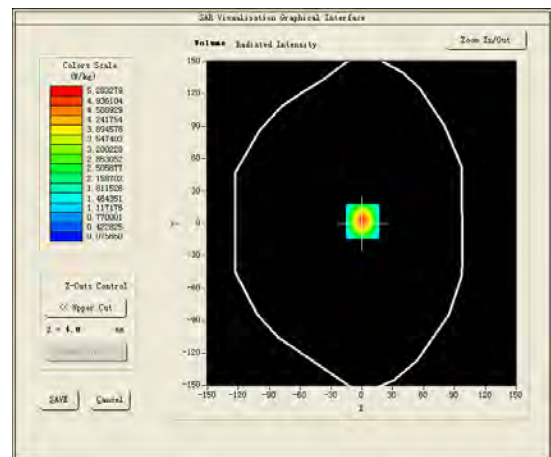 SAR Visualisation Graphical Interface
Volume Radiated Intensity
Zoom In/Out
Colors Scale
(W/kg)
5.283279
4.936104
4.588929
4.241754
3.894578
3.547403
3.200228
2.853052
2.505877
2.158702
1.811526
1.464351
1.117176
0.770001
0.422825
0.075650
150
120
90
60
30
0
-30
-60
-90
-120
-150
Y
-150 -120 -90 -60 -30 0 30 60 90 120 150
X
Z-Cuts Control
<< Upper Cut
Z = 4.0 mm
SAVE
Cancel